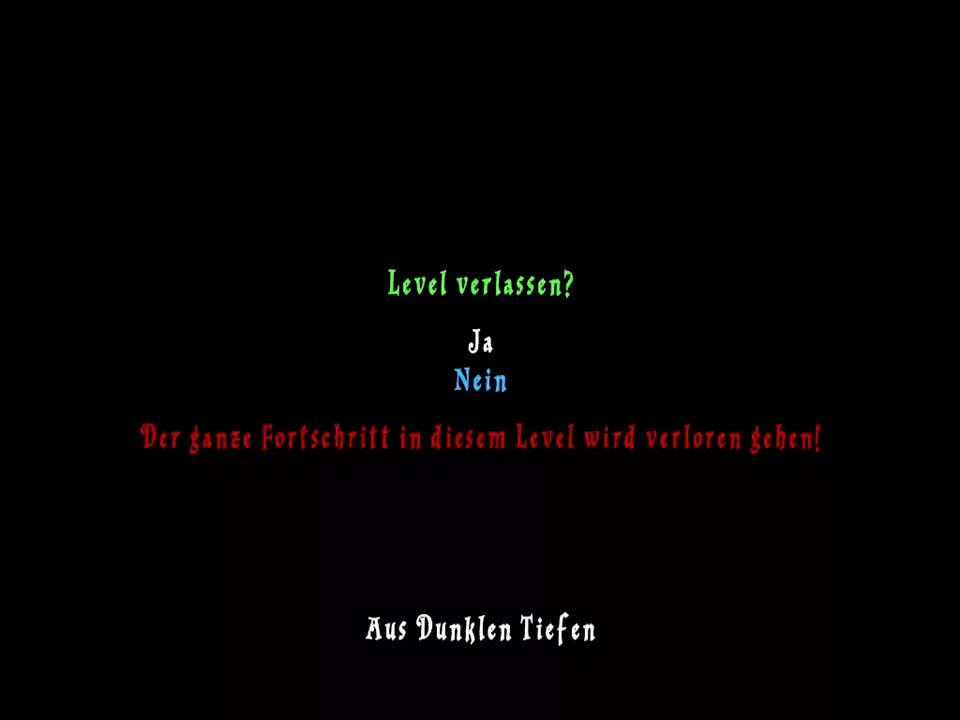 Level verlassen?
Ja
Nein
Der ganze Fortschritt in diesem Level wird verloren gehen!
Aus Dunklen Tiefen